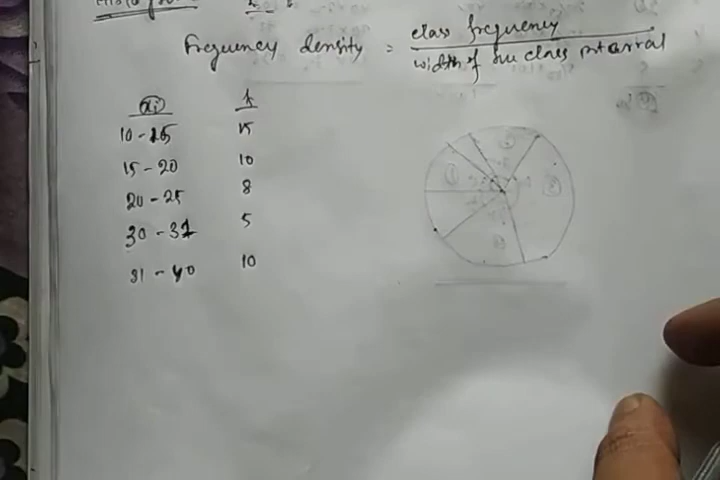 Frequency density = class frequency
width of the class interval
xi f
10 - 15 15
15 - 20 10
20 - 25 8
30 - 31 5
31 - 40 10